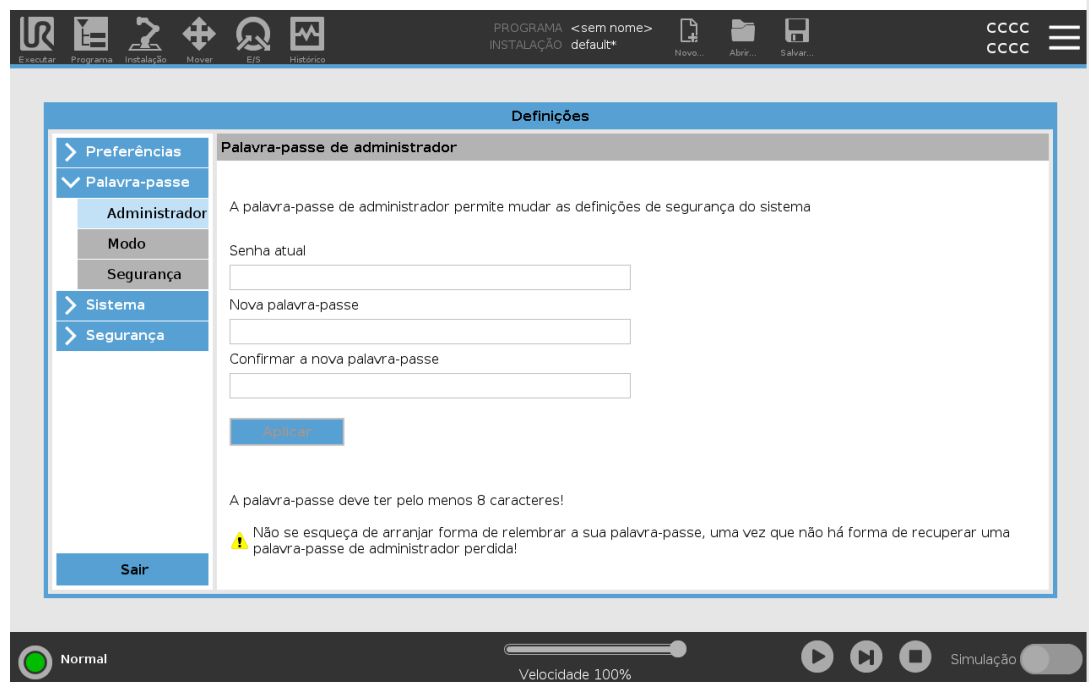 PROGRAMA <sem nome>
INSTALAÇÃO default*
CCCC
CCCC
Executar Programa Instalação Mover E/S Histórico Novo... Abrir... Salvar...
Definições
Preferências
Palavra-passe
Administrador
Modo
Segurança
Sistema
Segurança
Sair
Palavra-passe de administrador
A palavra-passe de administrador permite mudar as definições de segurança do sistema
Senha atual
Nova palavra-passe
Confirmar a nova palavra-passe
Aplicar
A palavra-passe deve ter pelo menos 8 caracteres!
Não se esqueça de arranjar forma de relembrar a sua palavra-passe, uma vez que não há forma de recuperar uma
palavra-passe de administrador perdida!
Normal
Velocidade 100%
Simulação